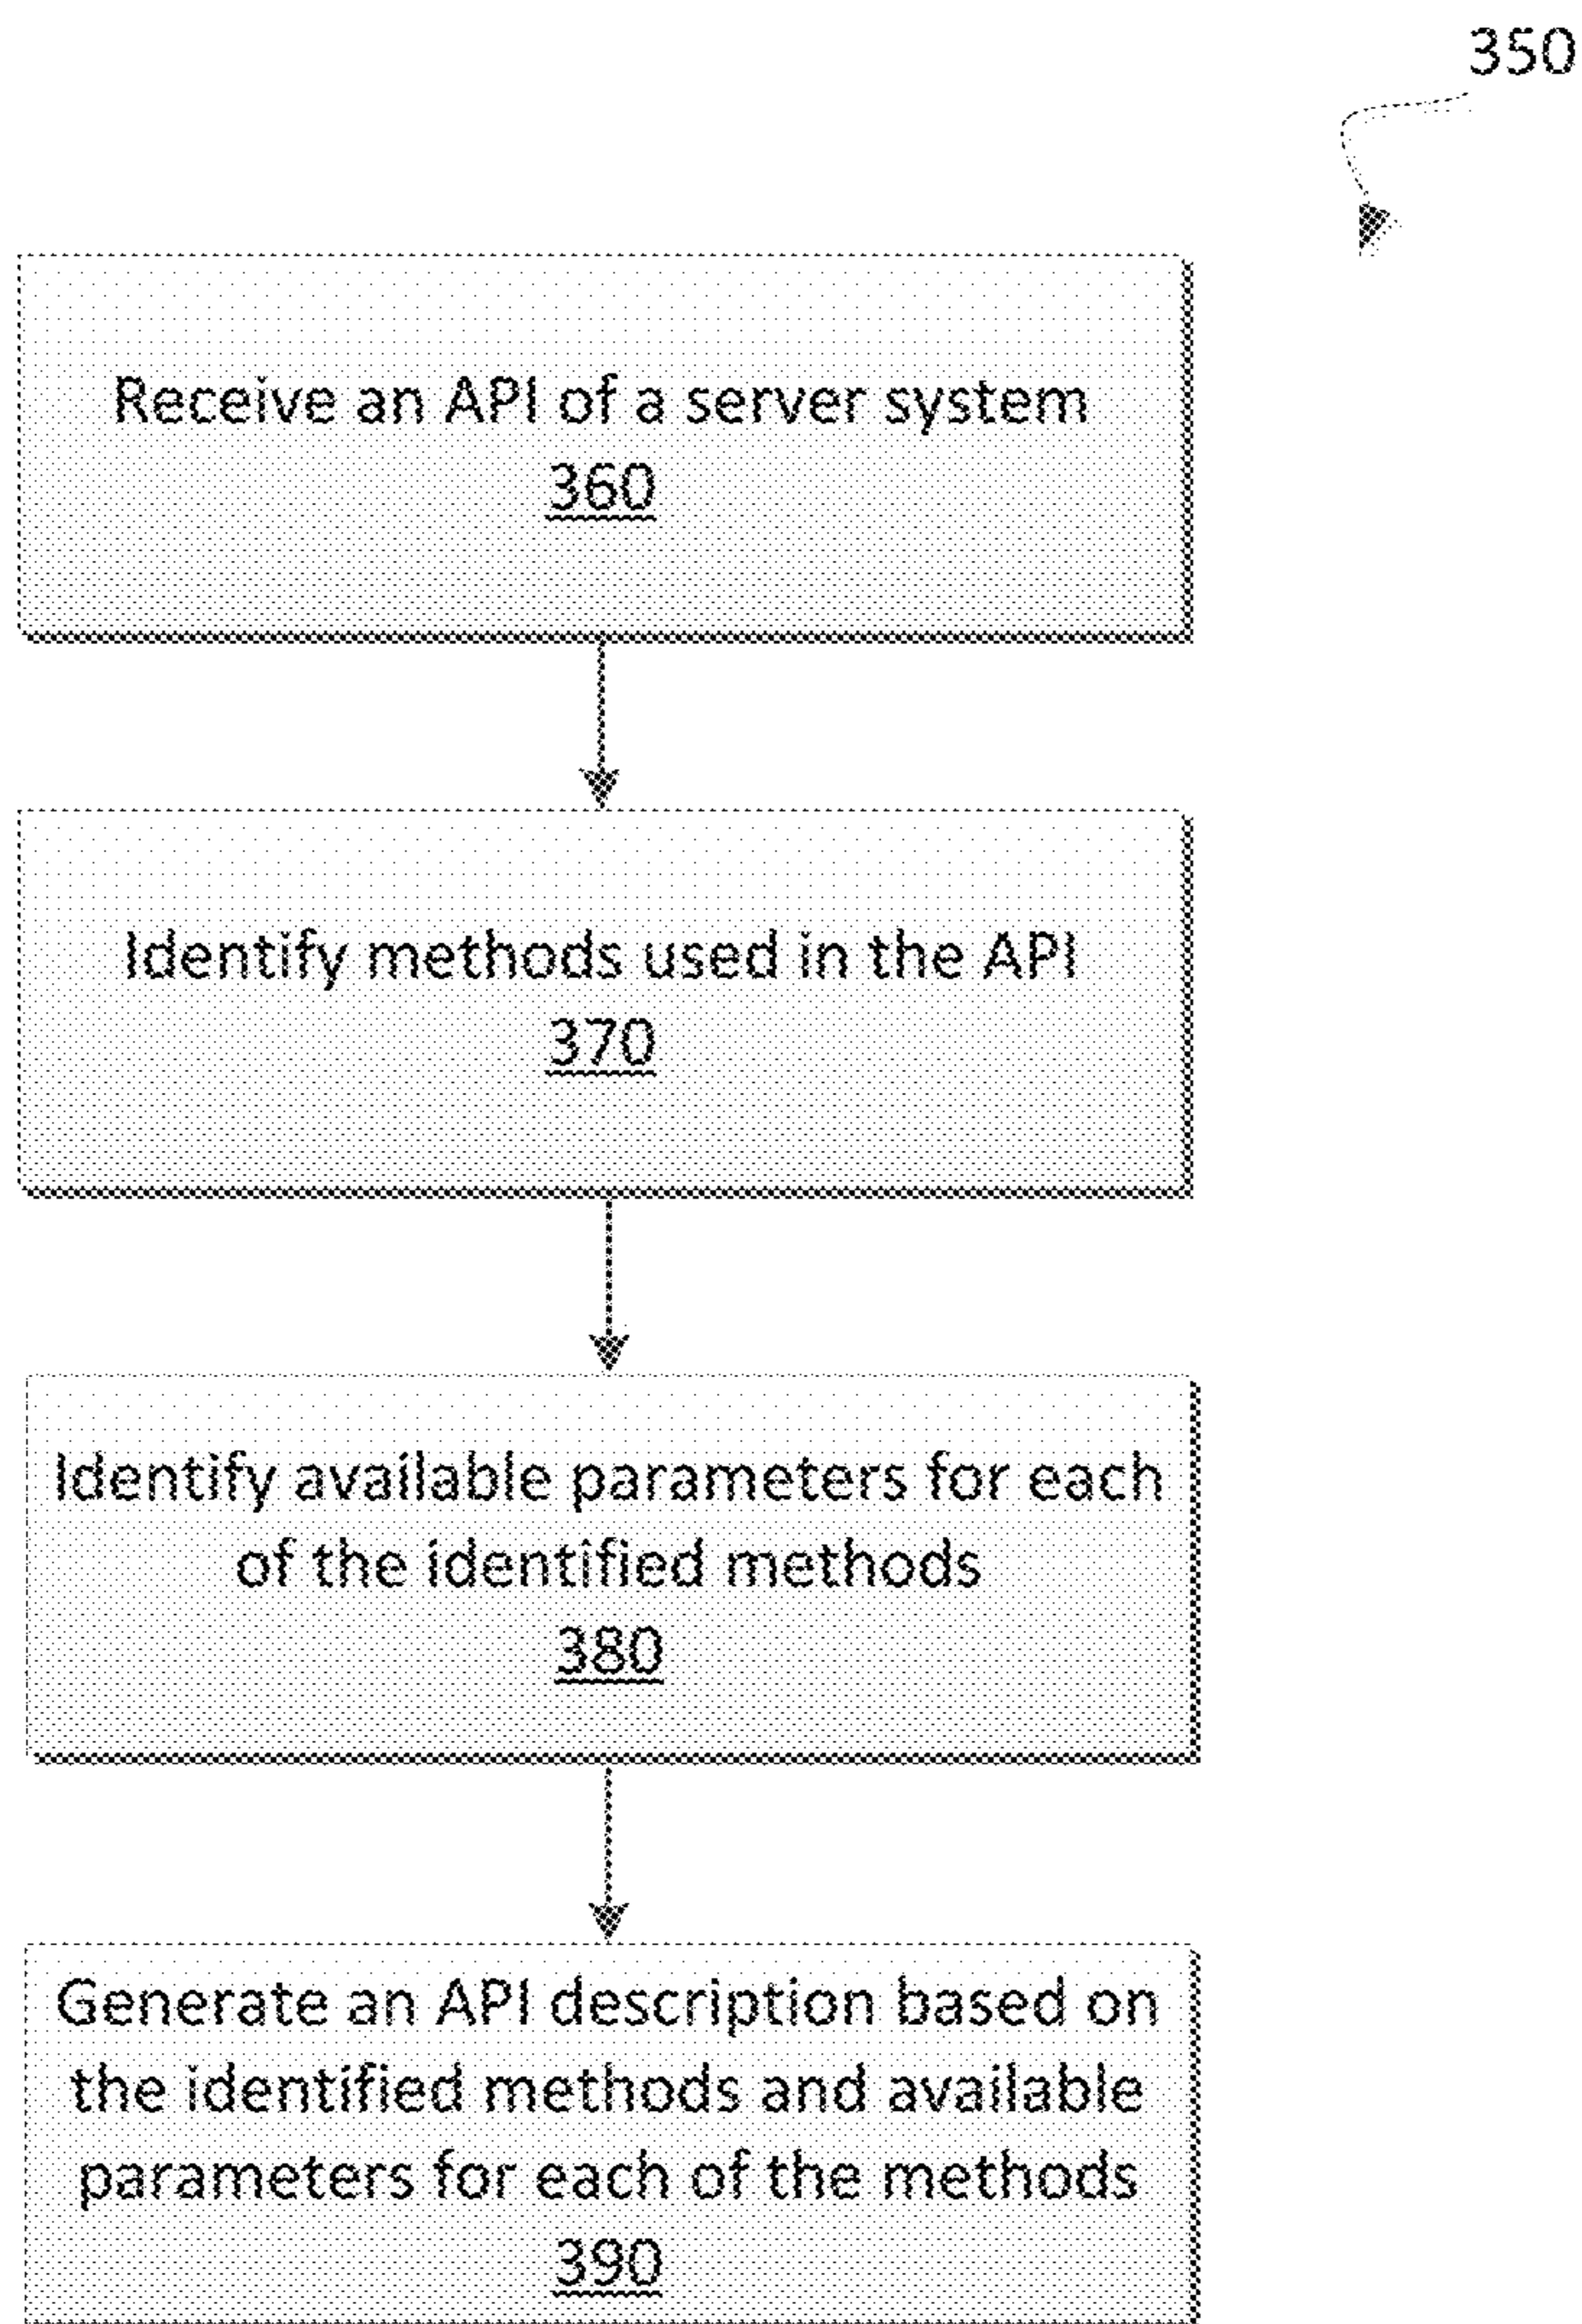 350
Receive an API of a server system
360
Identify methods used in the API
370
Identify available parameters for each
of the identified methods
380
Generate an API description based on
the identified methods and available
parameters for each of the methods
390